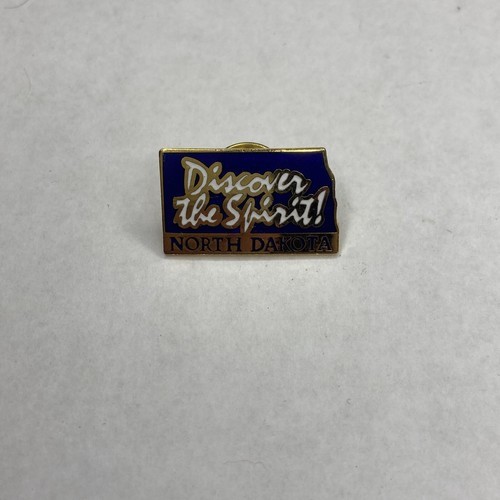 Discover
the Spirit!
NORTH DAKOTA